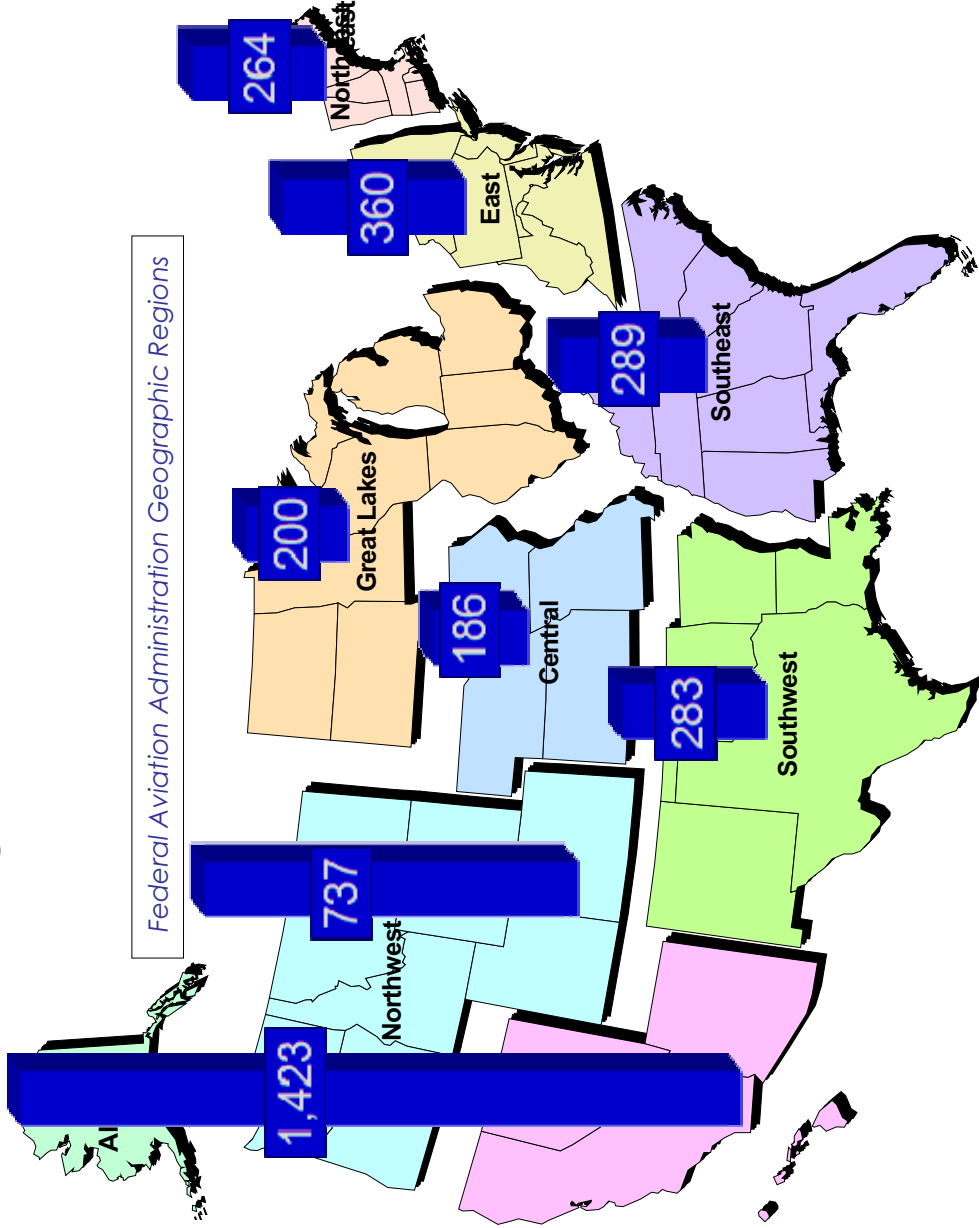 Federal Aviation Administration Geographic Regions
264
1,423
200
737
Northeast
Great Lakes
360
Northwest
186
East
Central
289
283
Southeast
Southwest